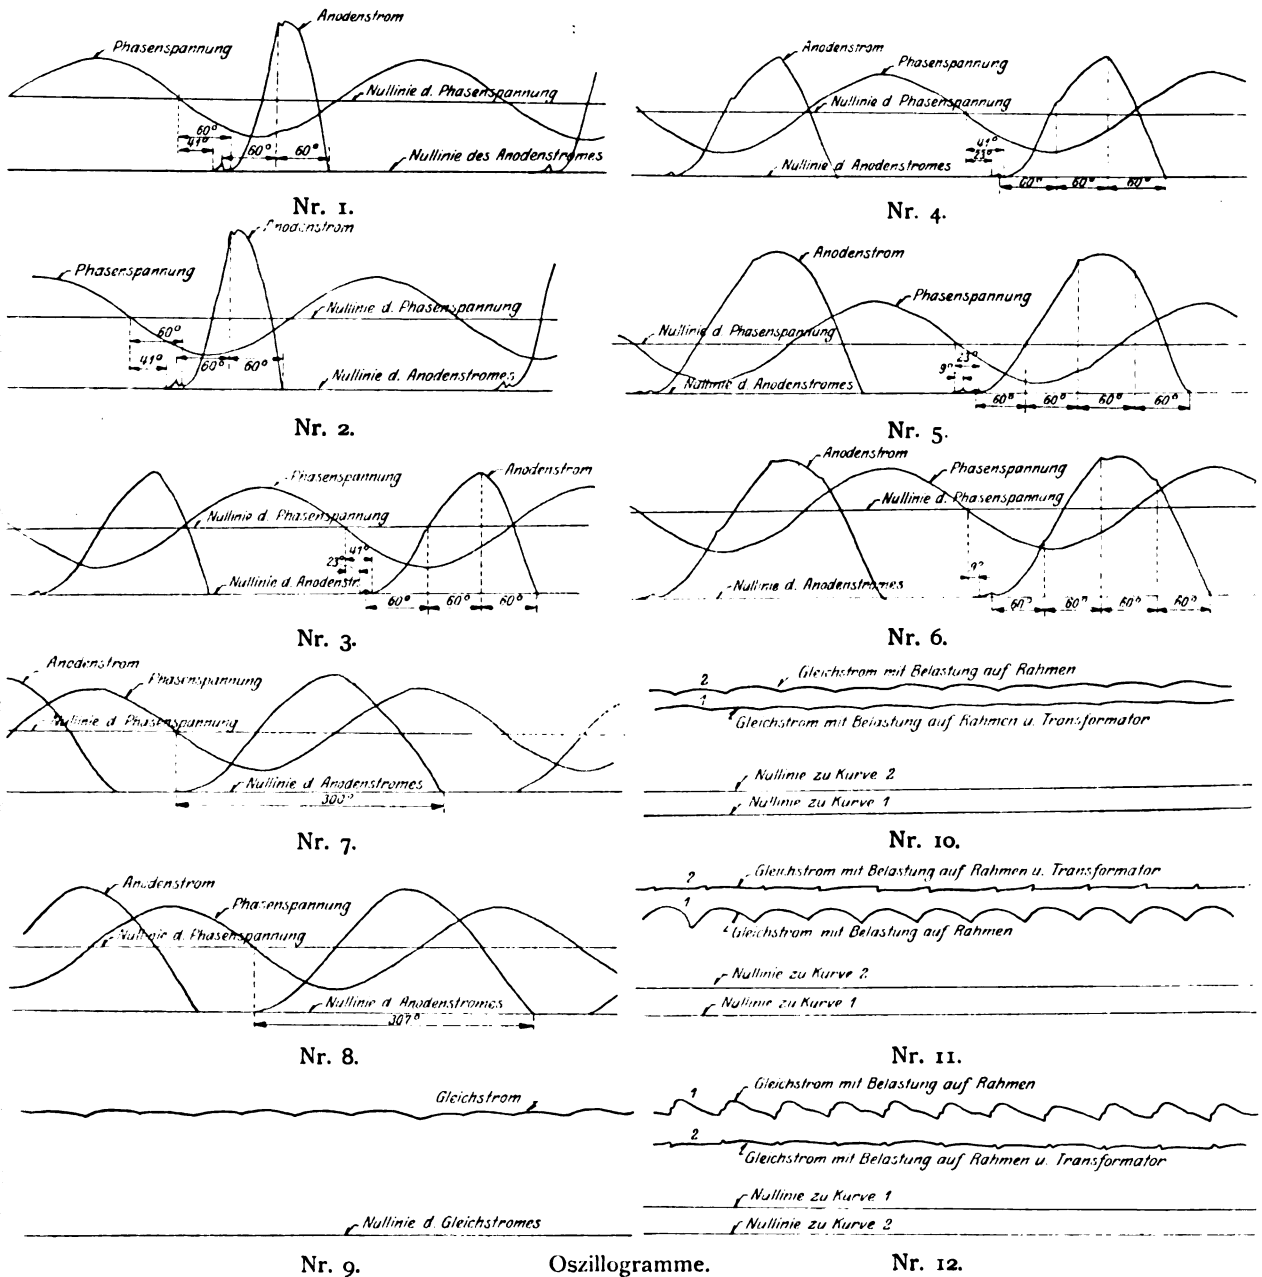 Anodenstrom
Phasenspannung
Nullinie d. Phasenspannung
60°
41°
60° 60°
Nullinie des Anodenstromes
Nr. 1.
Anodenstrom
Phasenspannung
Nullinie d. Phasenspannung
41°
23°
Nullinie d. Anodenstromes
60° 60° 60°
Nr. 4.
Anodenstrom
Phasenspannung
Nullinie d. Phasenspannung
60°
41°
60° 60°
Nullinie d. Anodenstromes
Nr. 2.
Anodenstrom
Phasenspannung
Nullinie d. Phasenspannung
23°
9°
Nullinie d. Anodenstromes
60° 60° 60° 60°
Nr. 5.
Anodenstrom
Phasenspannung
Nullinie d. Phasenspannung
41°
23°
Nullinie d. Anodenstr.
60° 60° 60°
Nr. 3.
Anodenstrom
Phasenspannung
Nullinie d. Phasenspannung
9°
Nullinie d. Anodenstromes
60° 60° 60° 60°
Nr. 6.
Anodenstrom
Phasenspannung
Nullinie d. Phasenspannung
Nullinie d Anodenstromes
300°
Nr. 7.
2 Gleichstrom mit Belastung auf Rahmen
1
Gleichstrom mit Belastung auf Rahmen u. Transformator
Nullinie zu Kurve 2
Nullinie zu Kurve 1
Nr. 10.
Anodenstrom
Phasenspannung
Nullinie d. Phasenspannung
Nullinie d Anodenstromes
307°
Nr. 8.
2 Gleichstrom mit Belastung auf Rahmen u. Transformator
1
Gleichstrom mit Belastung auf Rahmen
Nullinie zu Kurve 2
Nullinie zu Kurve 1
Nr. 11.
Gleichstrom
Nullinie d. Gleichstromes
Nr. 9.
1 Gleichstrom mit Belastung auf Rahmen
2
Gleichstrom mit Belastung auf Rahmen u. Transformator
Nullinie zu Kurve 1
Nullinie zu Kurve 2
Nr. 12.
Oszillogramme.